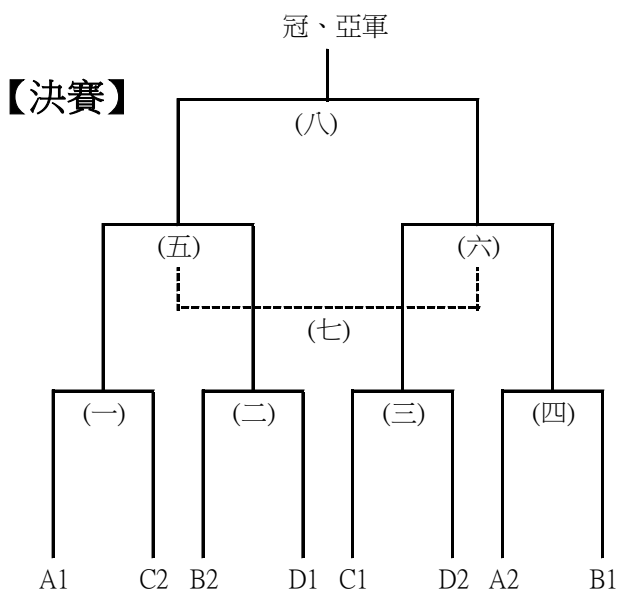 冠、亞軍
【決賽】
(八)
(五) (六)
(七)
(一) (二) (三) (四)
A1 C2 B2 D1 C1 D2 A2 B1